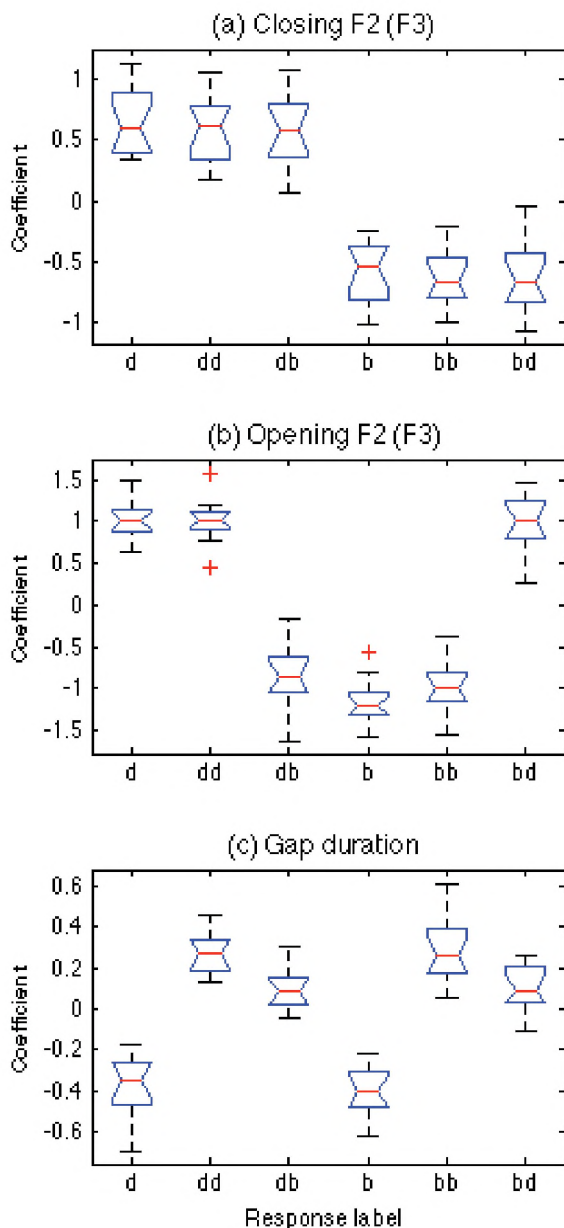 (a) Closing F2 (F3)
1
0.5
0
-0.5
-1
Coefficient
d dd db b bb bd
(b) Opening F2 (F3)
1.5
1
0.5
0
-0.5
-1
-1.5
Coefficient
d dd db b bb bd
(c) Gap duration
0.6
0.4
0.2
0
-0.2
-0.4
-0.6
Coefficient
d dd db b bb bd
Response label